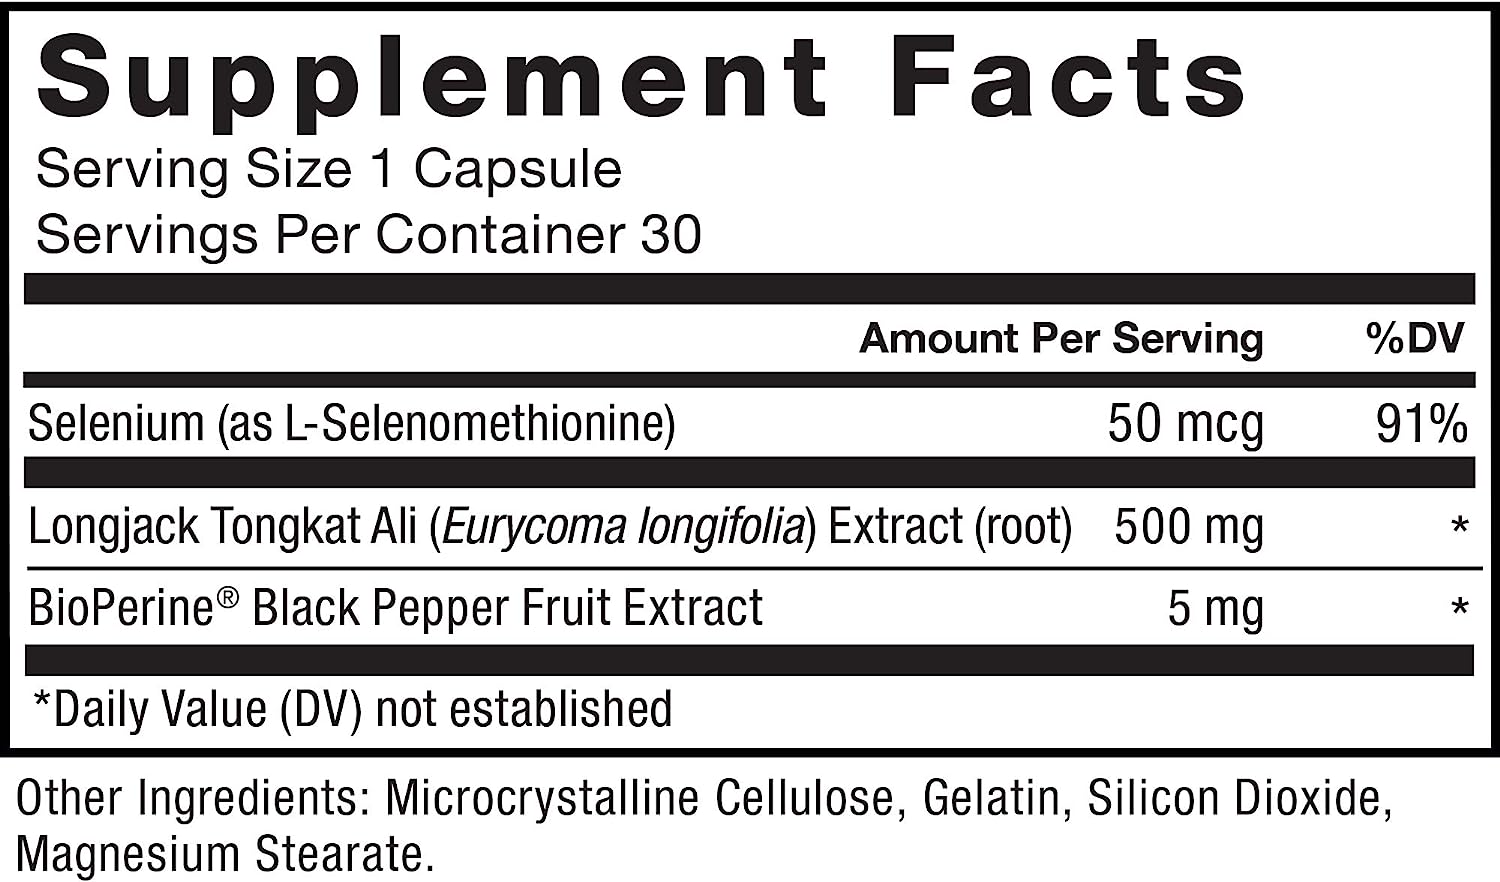 Supplement Facts
Serving Size 1 Capsule
Servings Per Container 30
Amount Per Serving %DV
Selenium (as L-Selenomethionine) 50 mcg 91%
Longjack Tongkat Ali (Eurycoma longifolia) Extract (root) 500 mg *
BioPerine® Black Pepper Fruit Extract 5 mg *
*Daily Value (DV) not established
Other Ingredients: Microcrystalline Cellulose, Gelatin, Silicon Dioxide,
Magnesium Stearate.